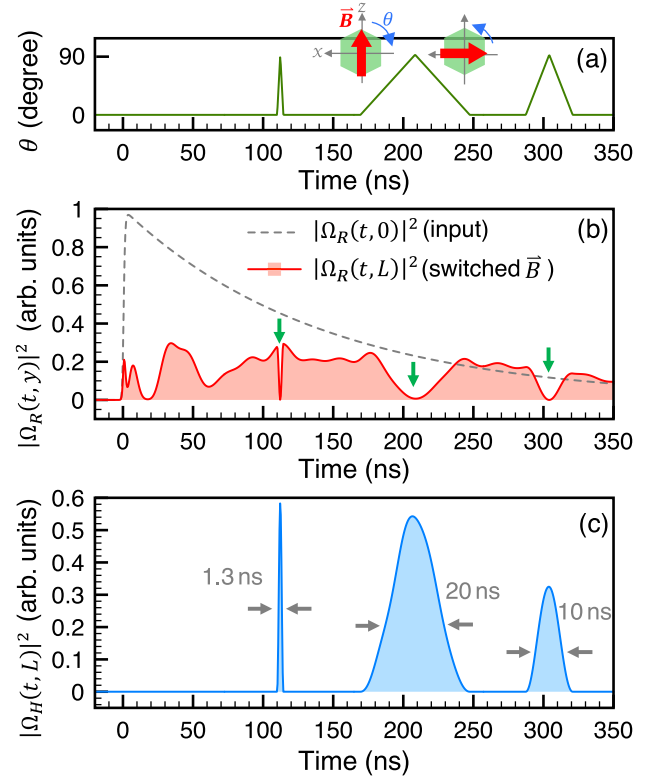 B⃗ z θ
x
(a)
90
0
θ (degree)
0 50 100 150 200 250 300 350
Time (ns)
(b)
1
0.8
0.6
0.4
0.2
0
|Ω_R(t, y)|² (arb. units)
|Ω_R(t, 0)|² (input)
|Ω_R(t, L)|² (switched B⃗ )
0 50 100 150 200 250 300 350
Time (ns)
(c)
0.6
0.5
0.4
0.3
0.2
0.1
0
|Ω_H(t, L)|² (arb. units)
1.3 ns
20 ns
10 ns
0 50 100 150 200 250 300 350
Time (ns)